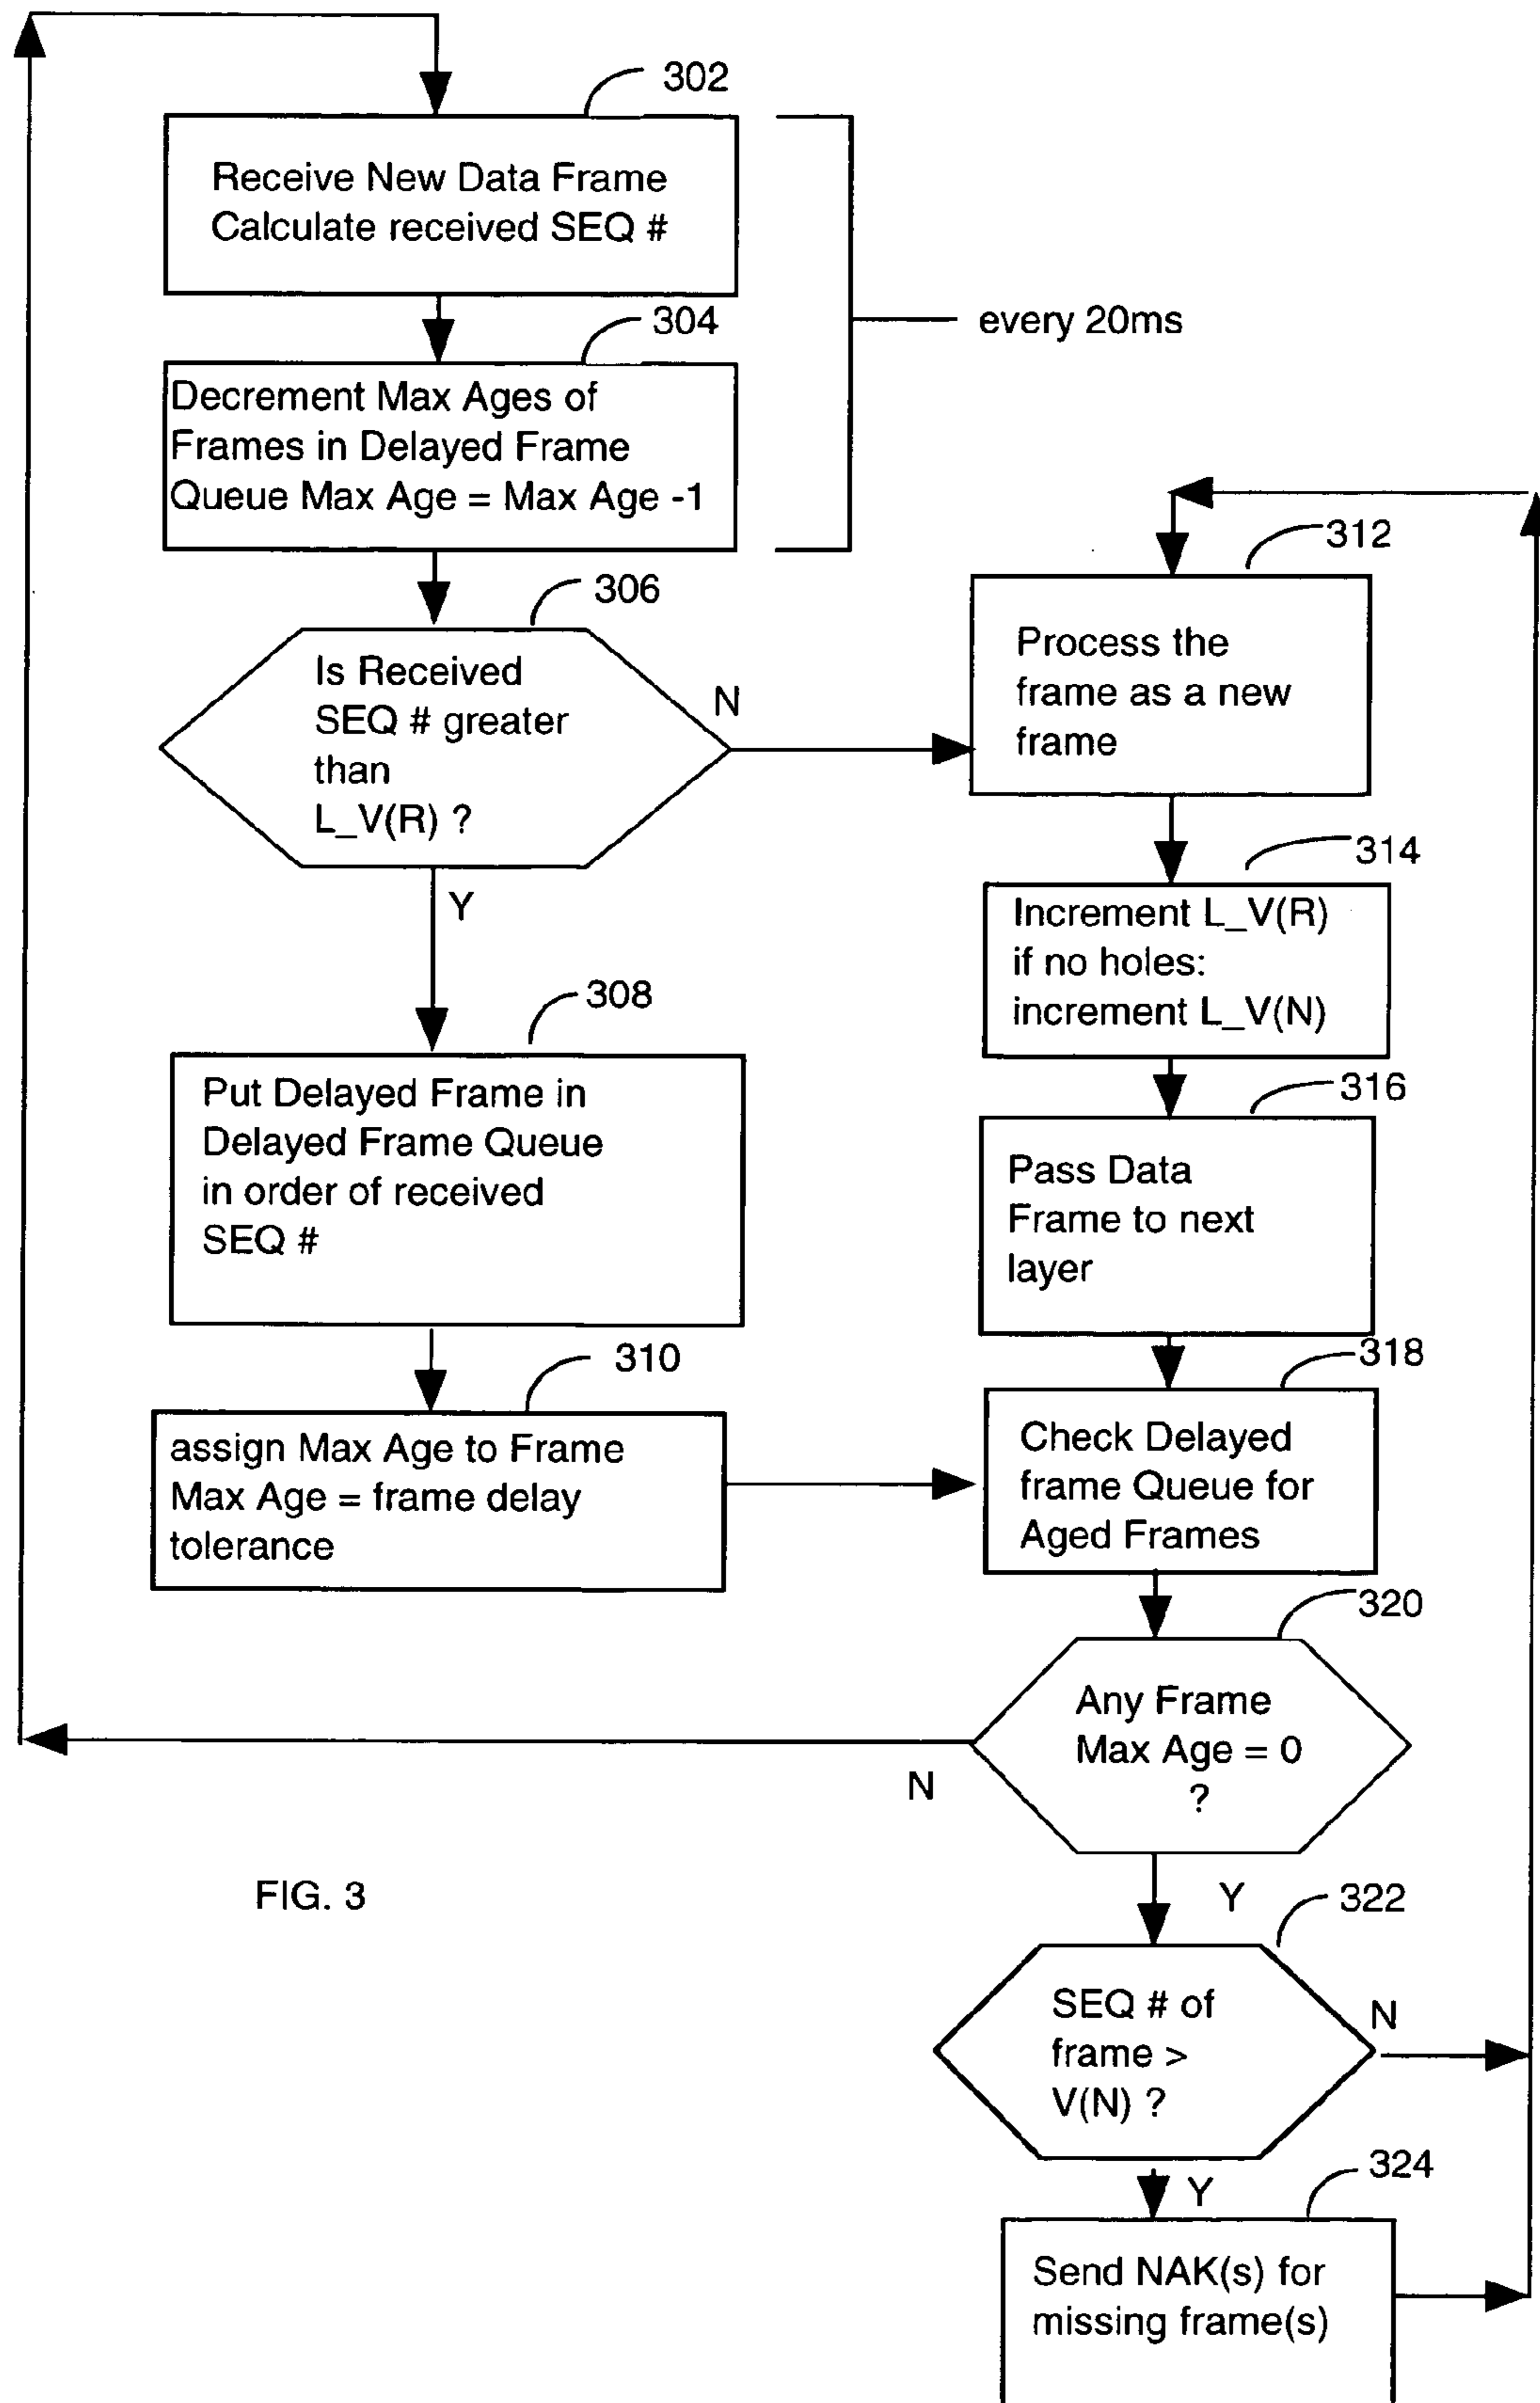 302
Receive New Data Frame
Calculate received SEQ #
304
every 20ms
Decrement Max Ages of
Frames in Delayed Frame
Queue Max Age = Max Age -1
306
Is Received
SEQ # greater
than
L_V(R) ?
N
Y
308
Put Delayed Frame in
Delayed Frame Queue
in order of received
SEQ #
310
assign Max Age to Frame
Max Age = frame delay
tolerance
312
Process the
frame as a new
frame
314
Increment L_V(R)
if no holes:
increment L_V(N)
316
Pass Data
Frame to next
layer
318
Check Delayed
frame Queue for
Aged Frames
320
Any Frame
Max Age = 0
?
N
Y
FIG. 3
322
SEQ # of
frame >
V(N) ?
N
Y
324
Send NAK(s) for
missing frame(s)